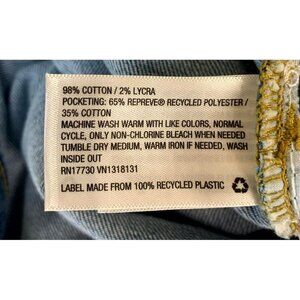 98% COTTON / 2% LYCRA
POCKETING: 65% REPREVE® RECYCLED POLYESTER /
35% COTTON
MACHINE WASH WARM WITH LIKE COLORS, NORMAL
CYCLE, ONLY NON-CHLORINE BLEACH WHEN NEEDED
TUMBLE DRY MEDIUM, WARM IRON IF NEEDED, WASH
INSIDE OUT
RN17730 VN1318131
LABEL MADE FROM 100% RECYCLED PLASTIC